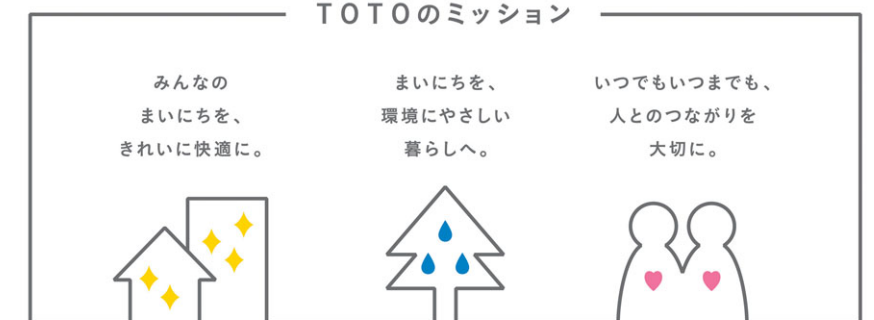 TOTOのミッション
みんなの
まいにちを、
きれいに快適に。
まいにちを、
環境にやさしい
暮らしへ。
いつでもいつまでも、
人とのつながりを
大切に。